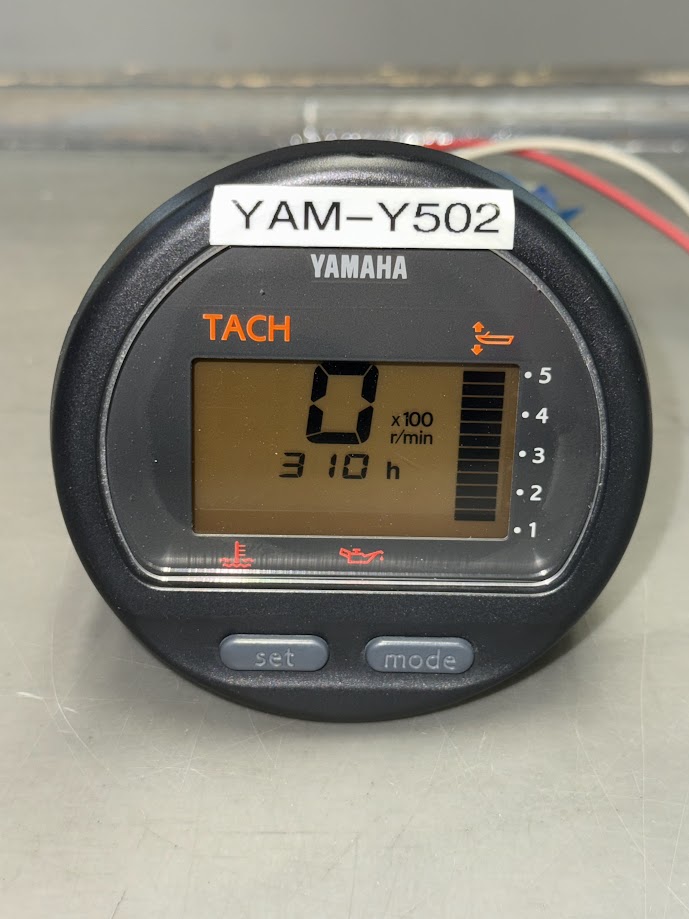 YAM-Y502
YAMAHA
TACH
0 x100
r/min
310 h
5
4
3
2
1
set
mode